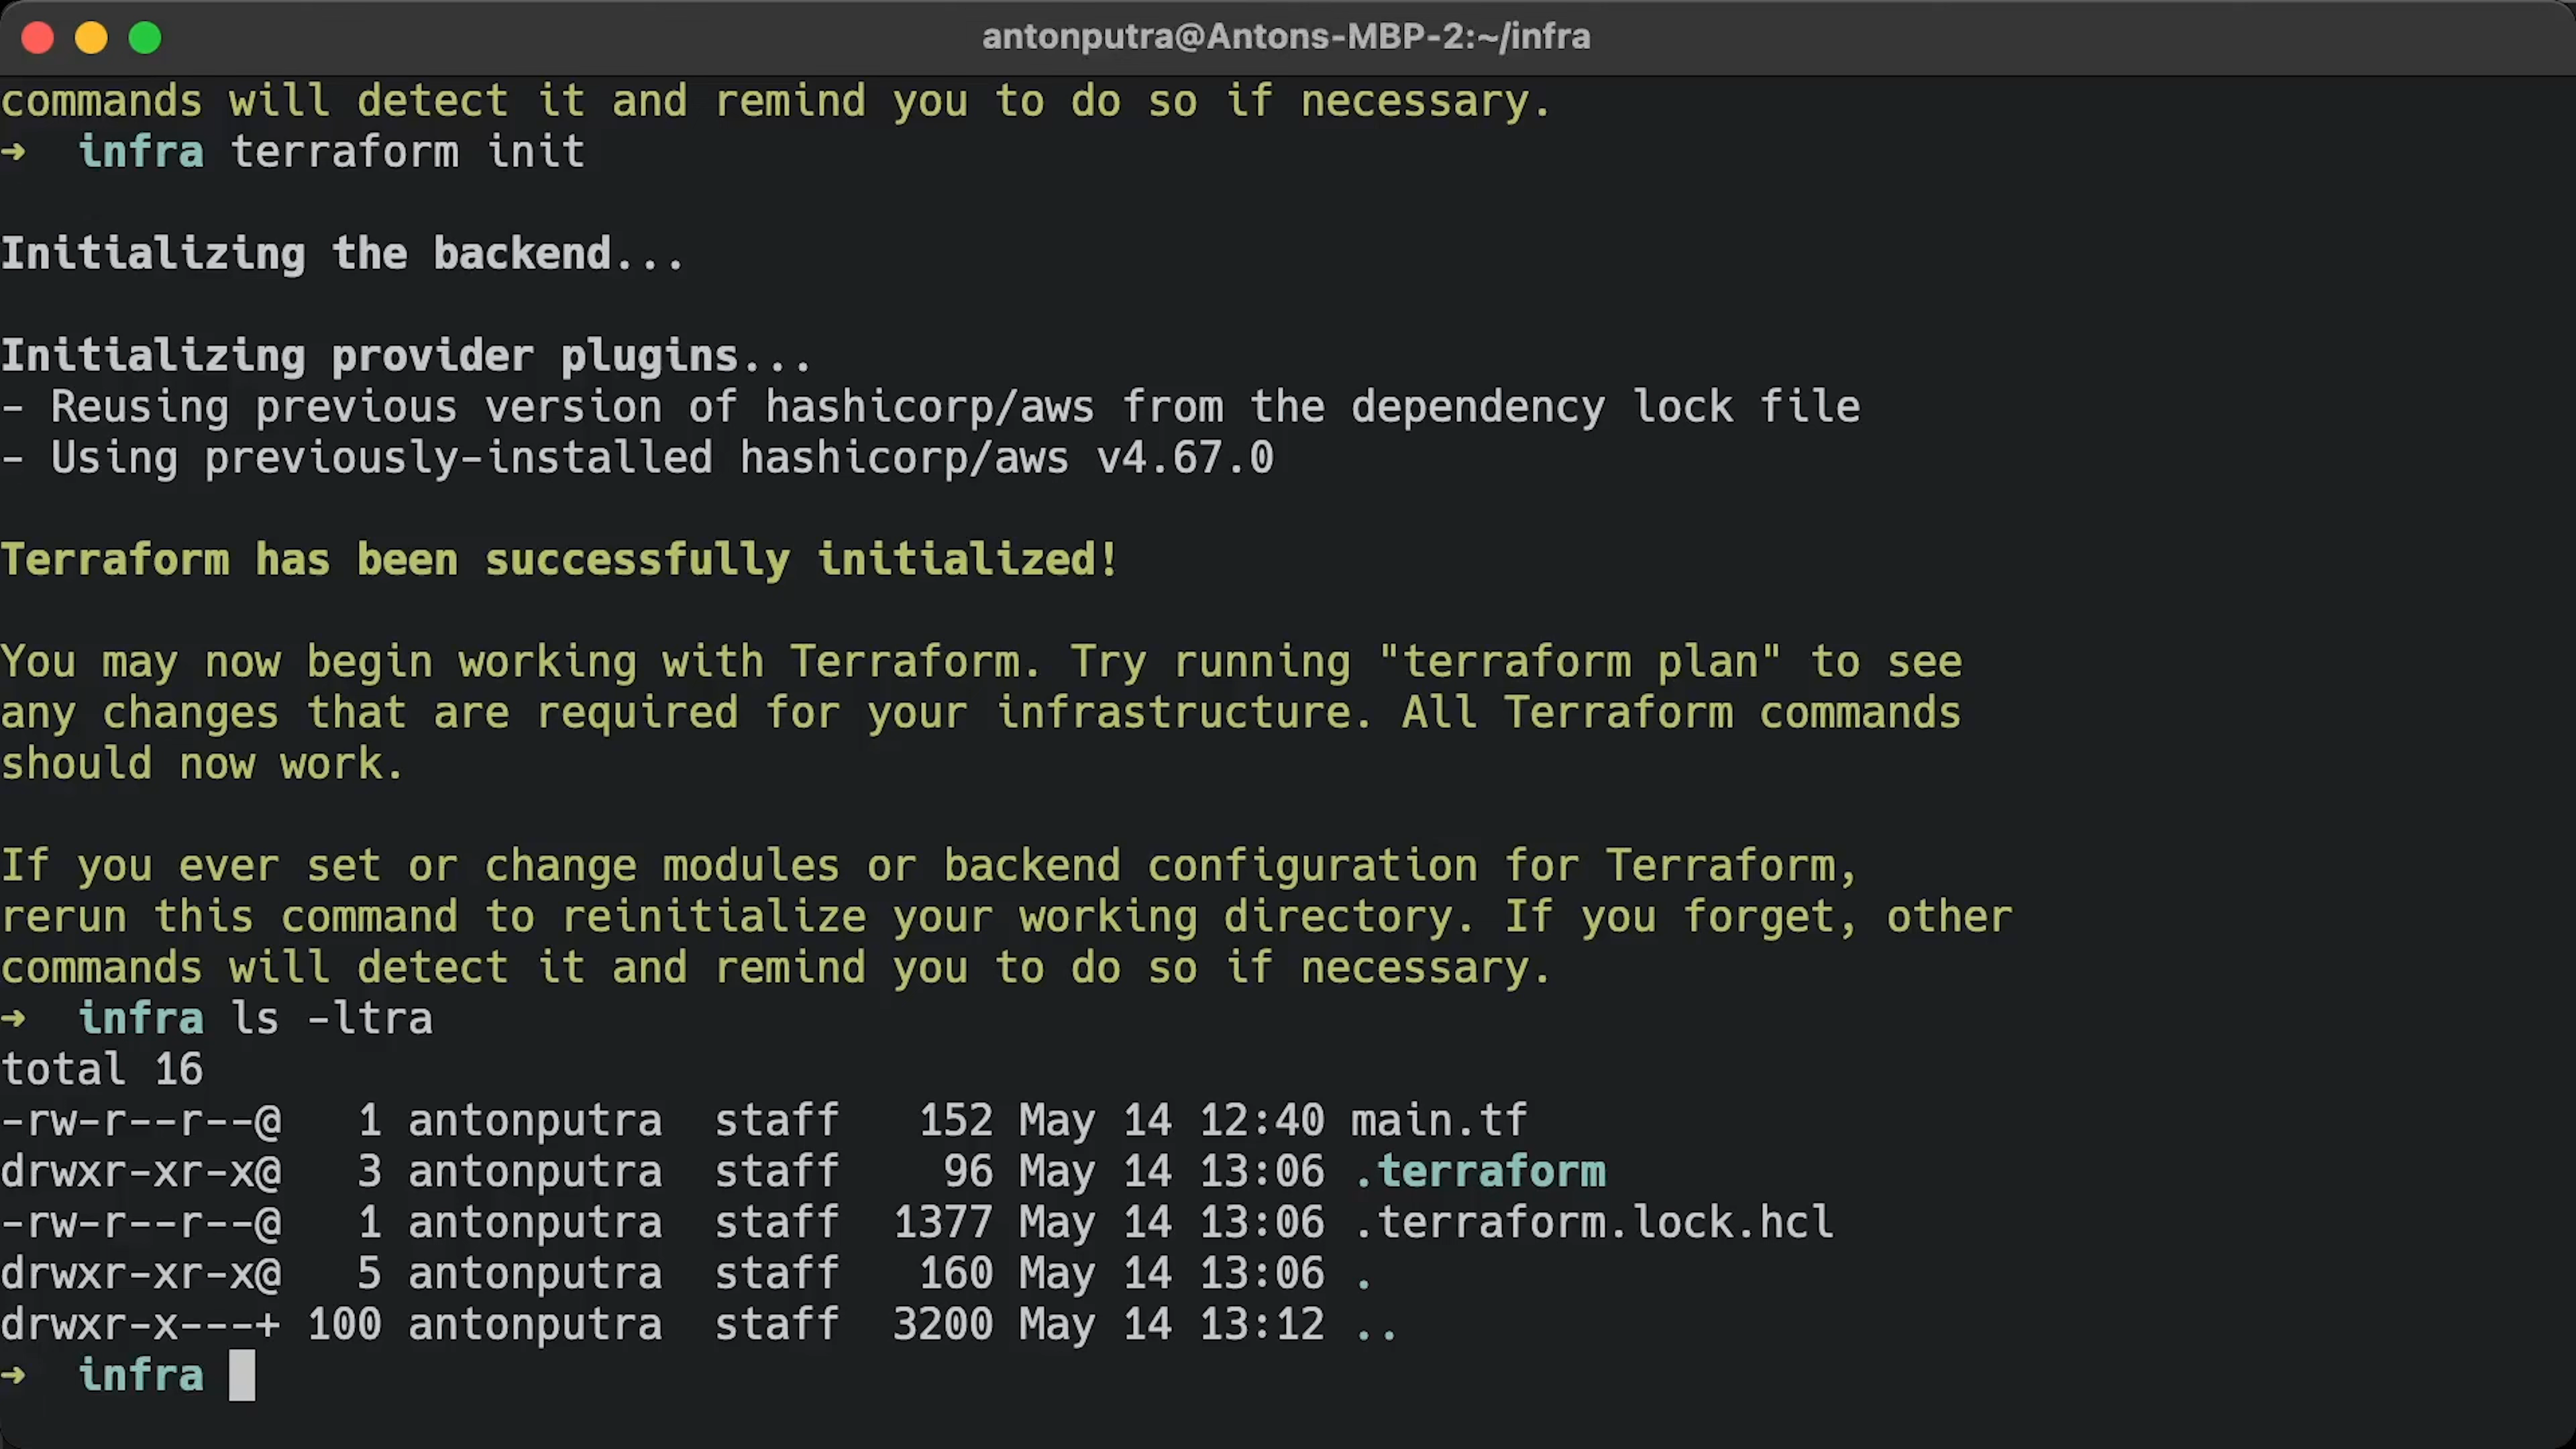 antonputra@Antons-MBP-2:~/infra
commands will detect it and remind you to do so if necessary.
➜  infra terraform init
Initializing the backend...
Initializing provider plugins...
- Reusing previous version of hashicorp/aws from the dependency lock file
- Using previously-installed hashicorp/aws v4.67.0
Terraform has been successfully initialized!
You may now begin working with Terraform. Try running "terraform plan" to see
any changes that are required for your infrastructure. All Terraform commands
should now work.
If you ever set or change modules or backend configuration for Terraform,
rerun this command to reinitialize your working directory. If you forget, other
commands will detect it and remind you to do so if necessary.
➜  infra ls -ltra
total 16
-rw-r--r--@   1 antonputra  staff   152 May 14 12:40 main.tf
drwxr-xr-x@   3 antonputra  staff    96 May 14 13:06 .terraform
-rw-r--r--@   1 antonputra  staff  1377 May 14 13:06 .terraform.lock.hcl
drwxr-xr-x@   5 antonputra  staff   160 May 14 13:06 .
drwxr-x---+ 100 antonputra  staff  3200 May 14 13:12 ..
➜  infra